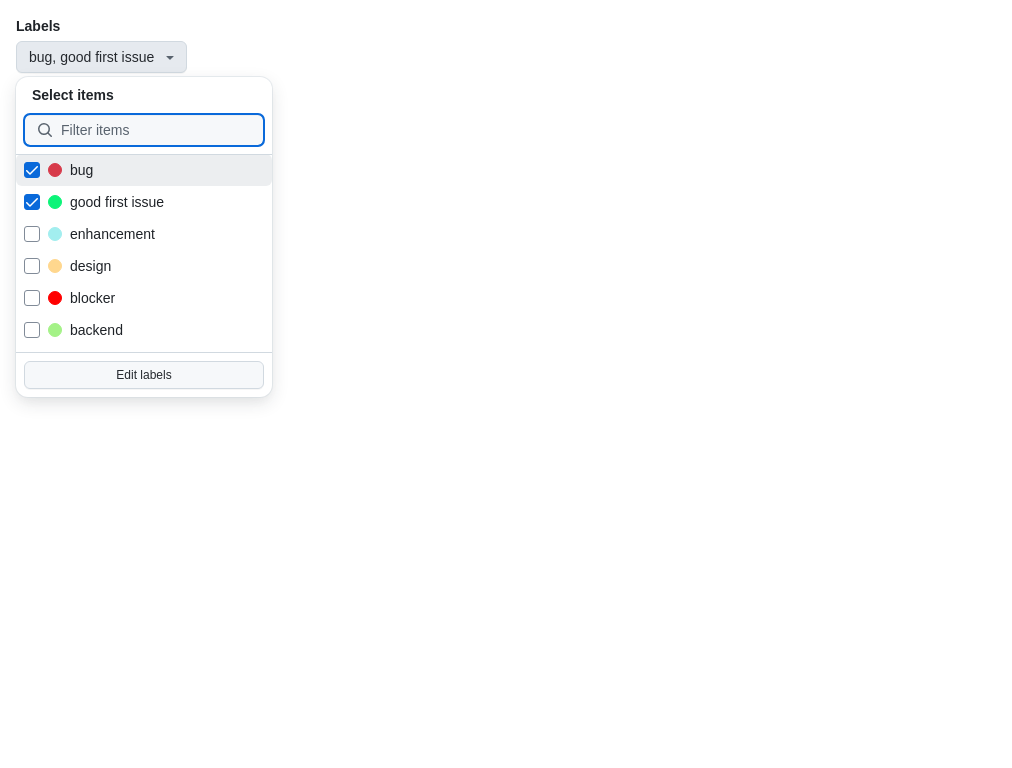 Labels
bug, good first issue
Select items
Filter items
bug
good first issue
enhancement
design
blocker
backend
Edit labels